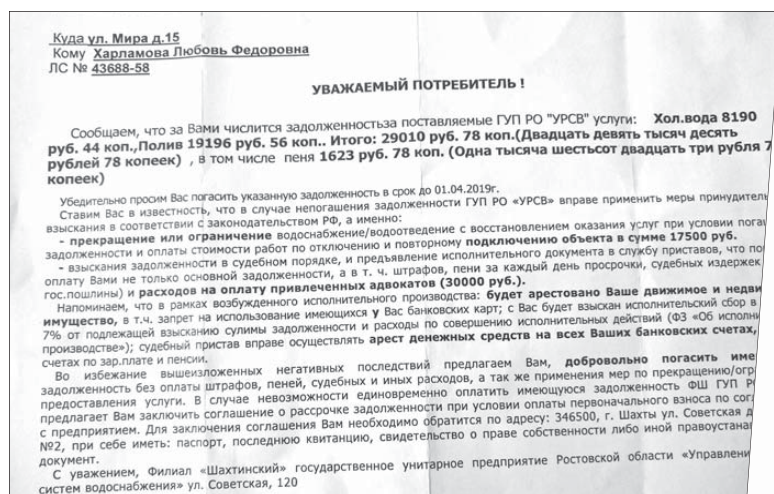 Куда ул. Мира д.15
Кому Харламова Любовь Федоровна
ЛС № 43688-58
УВАЖАЕМЫЙ ПОТРЕБИТЕЛЬ !
Сообщаем, что за Вами числится задолженностьза поставляемые ГУП РО "УРСВ" услуги: Хол.вода 8190
руб. 44 коп.,Полив 19196 руб. 56 коп.. Итого: 29010 руб. 78 коп.(Двадцать девять тысяч десять
рублей 78 копеек) , в том числе пеня 1623 руб. 78 коп. (Одна тысяча шестьсот двадцать три рубля 7
копеек)
Убедительно просим Вас погасить указанную задолженность в срок до 01.04.2019г.
Ставим Вас в известность, что в случае непогашения задолженности ГУП РО «УРСВ» вправе применить меры принудител
взыскания в соответствии с законодательством РФ, а именно:
- прекращение или ограничение водоснабжение/водоотведение с восстановлением оказания услуг при условии пога
задолженности и оплаты стоимости работ по отключению и повторному подключению объекта в сумме 17500 руб.
- взыскания задолженности в судебном порядке, и предъявление исполнительного документа в службу приставов, что по
оплату Вами не только основной задолженности, а в т. ч. штрафов, пени за каждый день просрочки, судебных издержек
гос.пошлины) и расходов на оплату привлеченных адвокатов (30000 руб.).
Напоминаем, что в рамках возбужденного исполнительного производства: будет арестовано Ваше движимое и недви
имущество, в т.ч. запрет на использование имеющихся у Вас банковских карт; с Вас будет взыскан исполнительский сбор в
7% от подлежащей взысканию сулимы задолженности и расходы по совершению исполнительных действий (ФЗ «Об исполни
производстве»); судебный пристав вправе осуществлять арест денежных средств на всех Ваших банковских счетах,
счетах по зар.плате и пенсии.
Во избежание вышеизложенных негативных последствий предлагаем Вам, добровольно погасить име
задолженность без оплаты штрафов, пеней, судебных и иных расходов, а так же применения мер по прекращению/огра
предоставления услуги. В случае невозможности единовременно оплатить имеющуюся задолженность ФШ ГУП РО
предлагает Вам заключить соглашение о рассрочке задолженности при условии оплаты первоначального взноса по согл
с предприятием. Для заключения соглашения Вам необходимо обратится по адресу: 346500, г. Шахты ул. Советская д
№2, при себе иметь: паспорт, последнюю квитанцию, свидетельство о праве собственности либо иной правоустана
документ.
С уважением, Филиал «Шахтинский» государственное унитарное предприятие Ростовской области «Управлени
систем водоснабжения» ул. Советская, 120